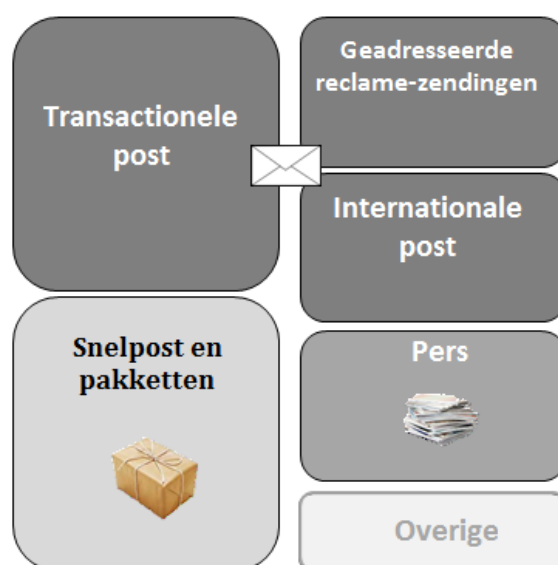 Transactionele
post
Geadresseerde
reclame-zendingen
Internationale
post
Snelpost en
pakketten
Pers
Overige